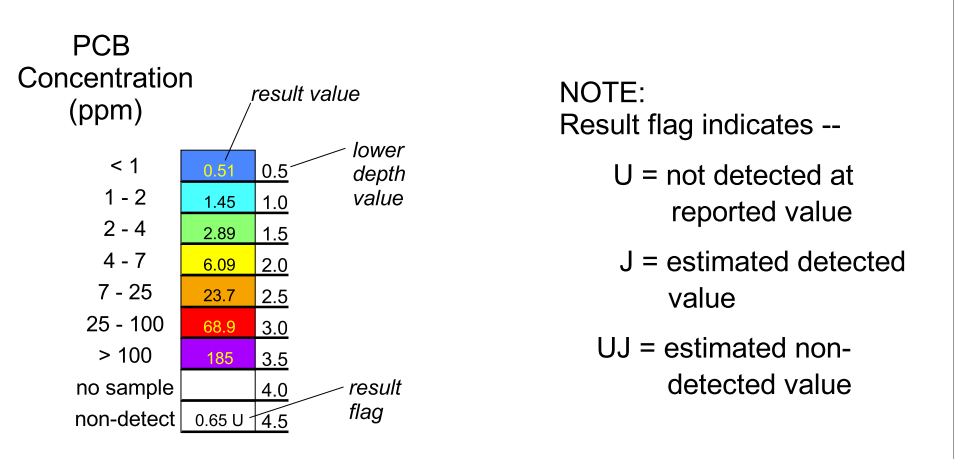 PCB
Concentration
(ppm)
result value
lower
depth
value
< 1 0.51 0.5
1 - 2 1.45 1.0
2 - 4 2.89 1.5
4 - 7 6.09 2.0
7 - 25 23.7 2.5
25 - 100 68.9 3.0
> 100 185 3.5
no sample 4.0
non-detect 0.65 U 4.5
result
flag
NOTE:
Result flag indicates --
U = not detected at
reported value
J = estimated detected
value
UJ = estimated non-
detected value